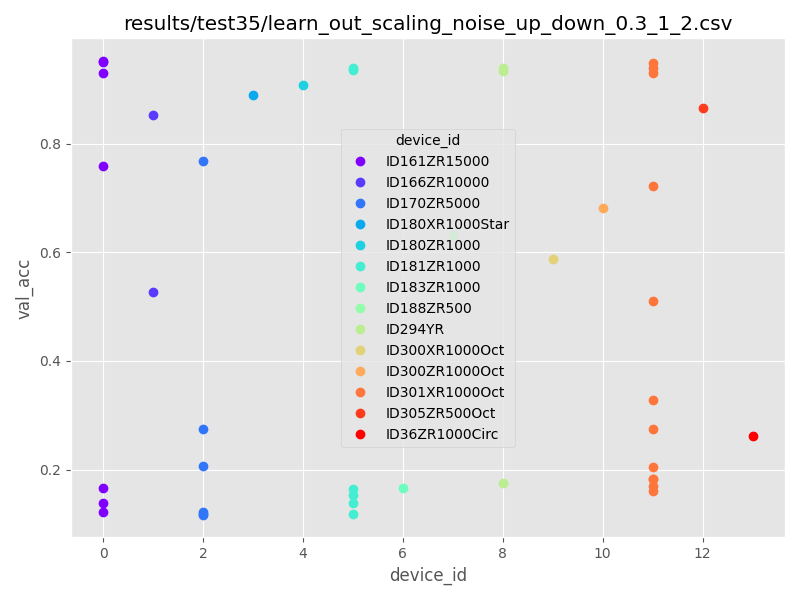 results/test35/learn_out_scaling_noise_up_down_0.3_1_2.csv
val_acc
0.8
0.6
0.4
0.2
device_id
ID161ZR15000
ID166ZR10000
ID170ZR5000
ID180XR1000Star
ID180ZR1000
ID181ZR1000
ID183ZR1000
ID188ZR500
ID294YR
ID300XR1000Oct
ID300ZR1000Oct
ID301XR1000Oct
ID305ZR500Oct
ID36ZR1000Circ
0 2 4 6 8 10 12
device_id